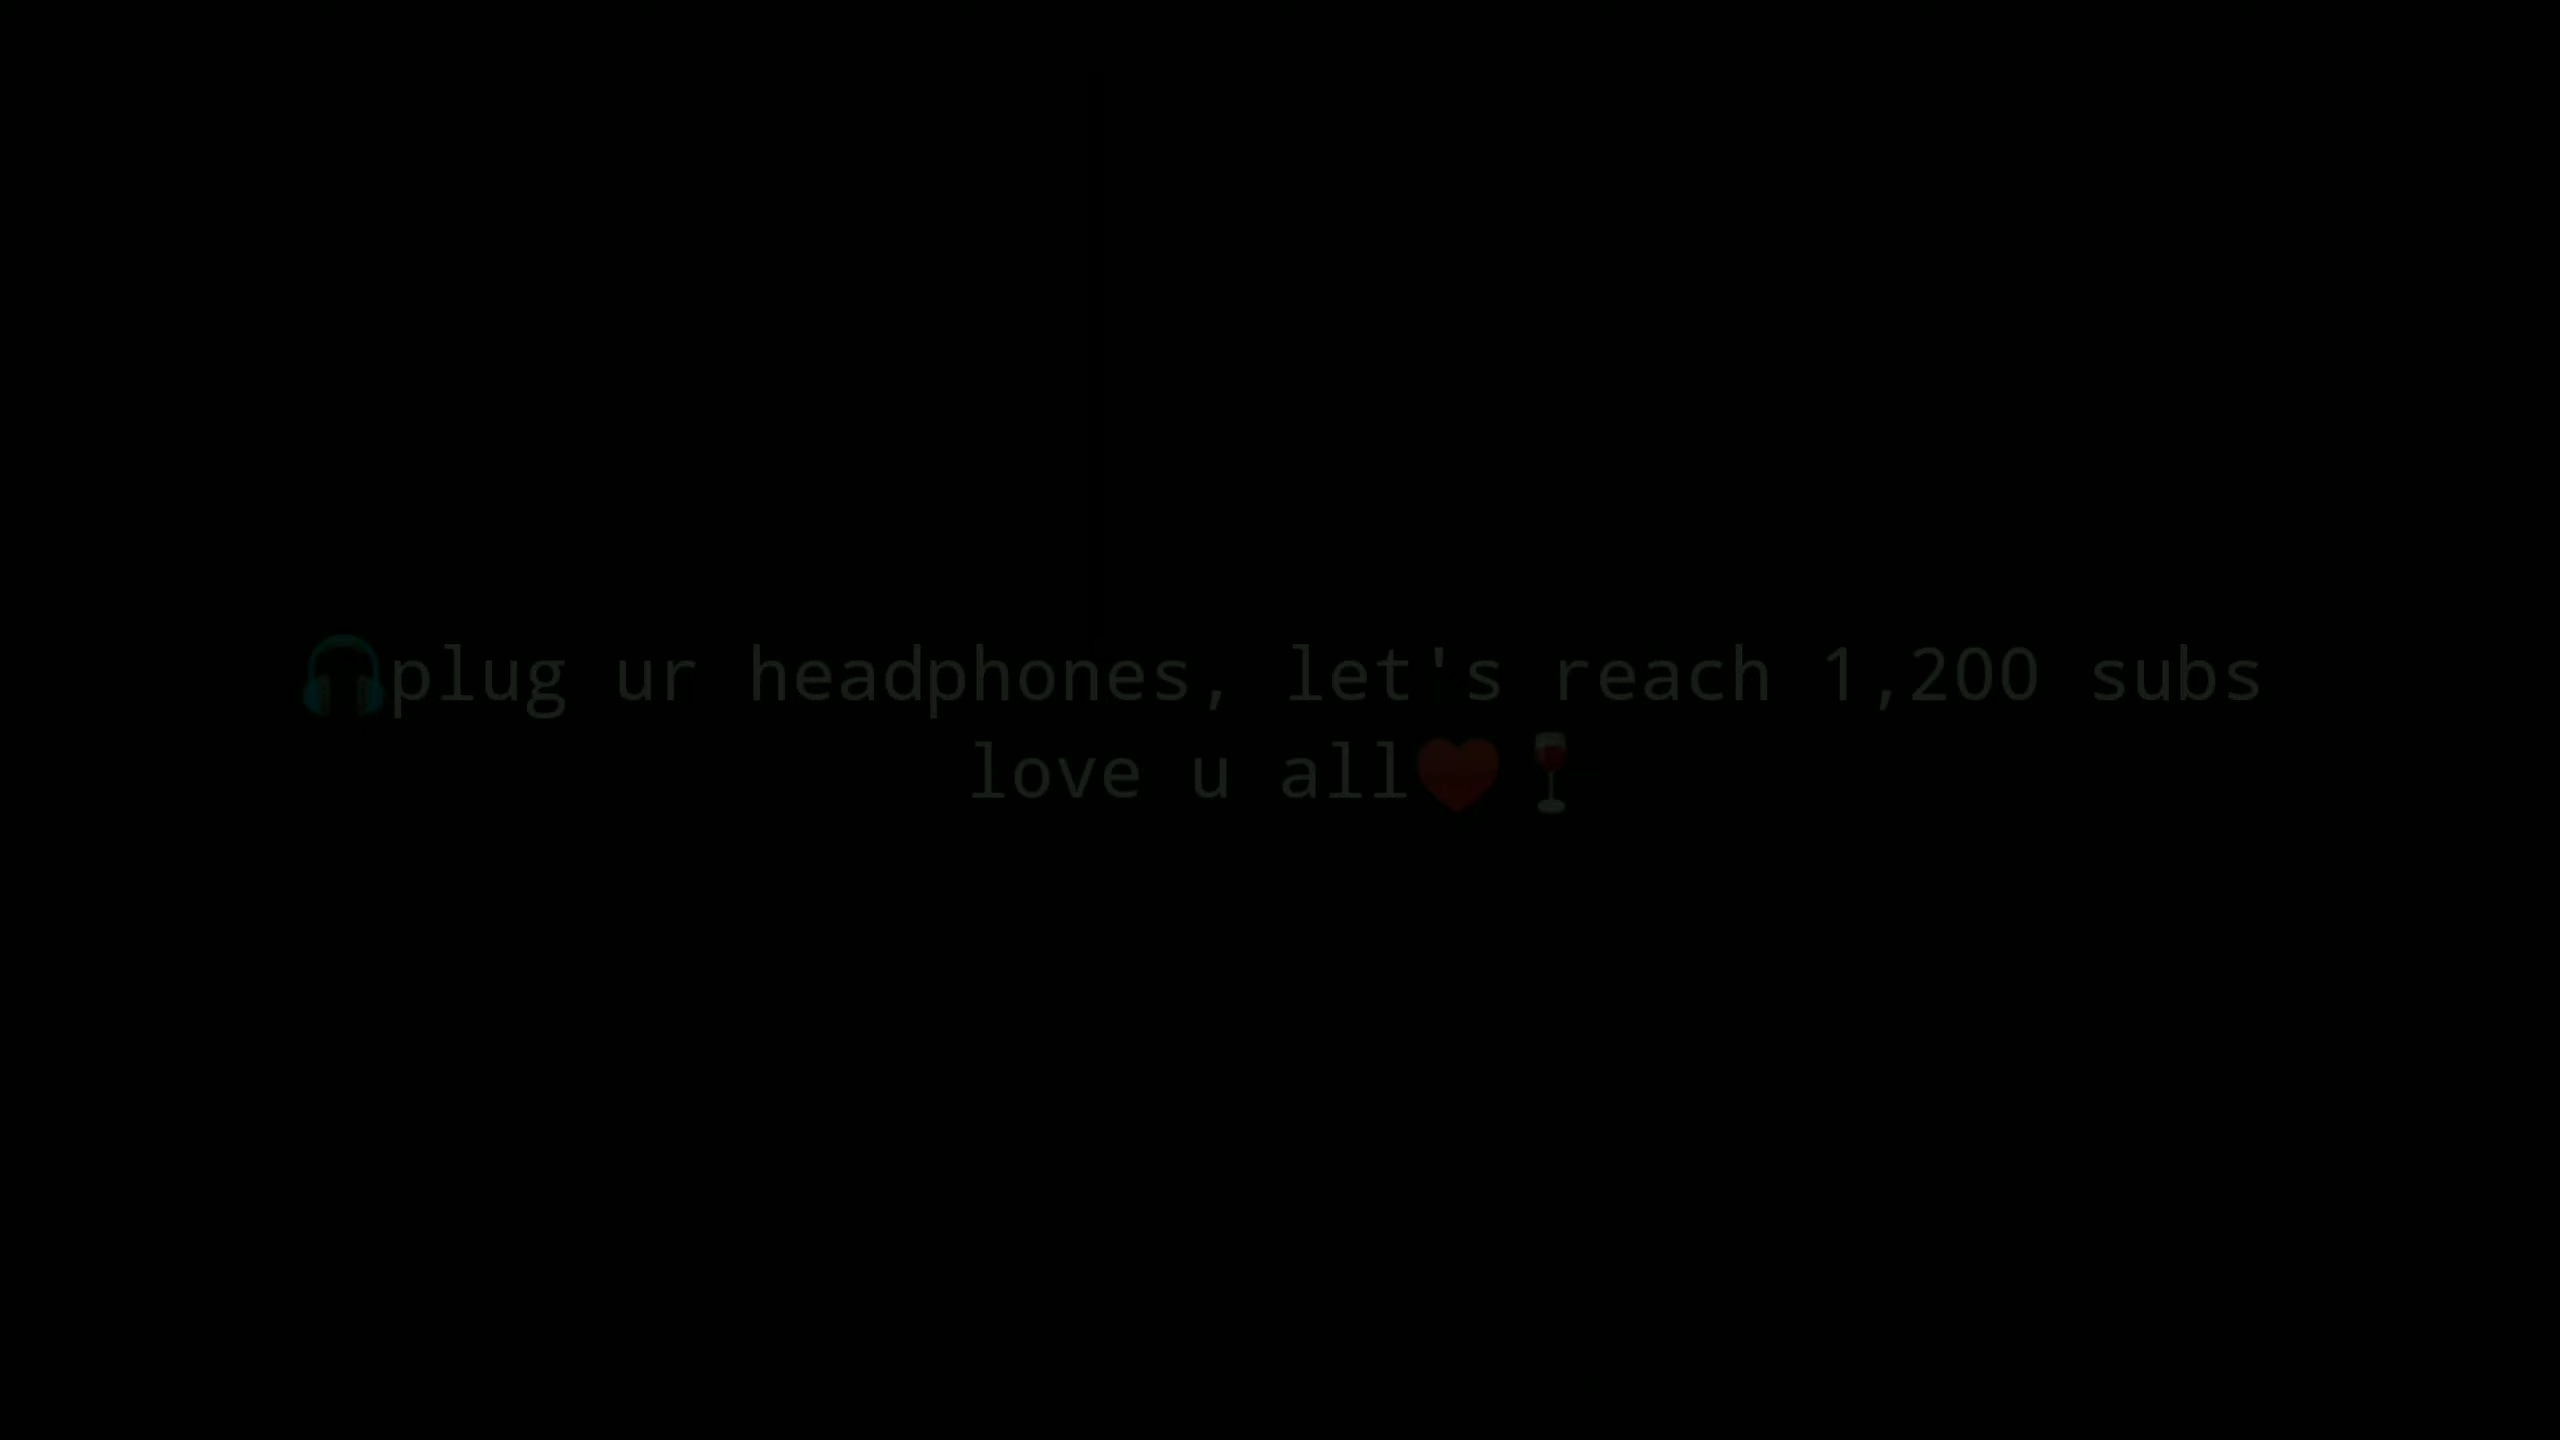 🎧plug ur headphones, let's reach 1,200 subs
love u all❤️🍷